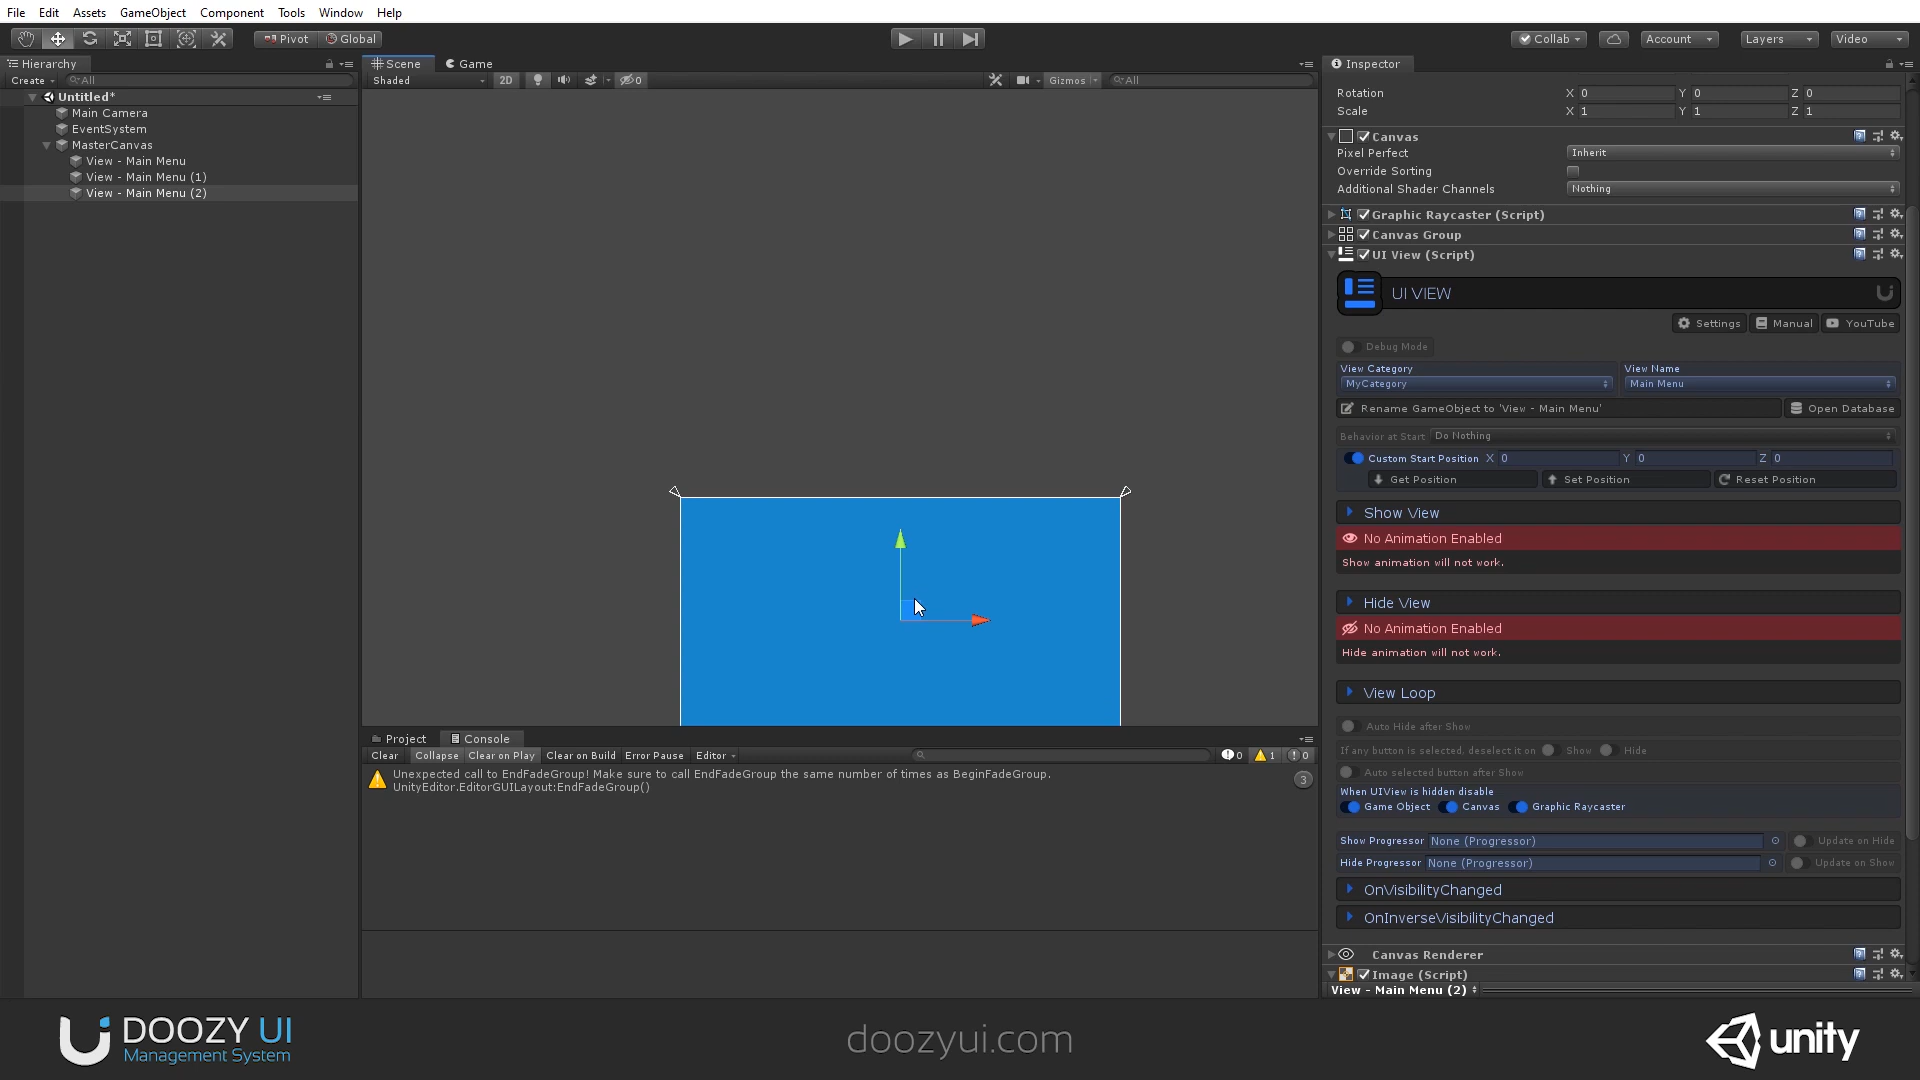 File Edit Assets GameObject Component Tools Window Help
Pivot Global
Collab Account Layers Video
Hierarchy
Create All
Untitled*
Main Camera
EventSystem
MasterCanvas
View - Main Menu
View - Main Menu (1)
View - Main Menu (2)
Scene Game
Shaded 2D 0 Gizmos All
Project Console
Clear Collapse Clear on Play Clear on Build Error Pause Editor 0 1 0
Unexpected call to EndFadeGroup! Make sure to call EndFadeGroup the same number of times as BeginFadeGroup.
UnityEditor.EditorGUILayout:EndFadeGroup()
3
Inspector
Rotation X 0 Y 0 Z 0
Scale X 1 Y 1 Z 1
Canvas
Pixel Perfect Inherit
Override Sorting
Additional Shader Channels Nothing
Graphic Raycaster (Script)
Canvas Group
UI View (Script)
UI VIEW
Settings Manual YouTube
Debug Mode
View Category View Name
MyCategory Main Menu
Rename GameObject to 'View - Main Menu' Open Database
Behavior at Start Do Nothing
Custom Start Position X 0 Y 0 Z 0
Get Position Set Position Reset Position
Show View
No Animation Enabled
Show animation will not work.
Hide View
No Animation Enabled
Hide animation will not work.
View Loop
Auto Hide after Show
If any button is selected, deselect it on Show Hide
Auto selected button after Show
When UIView is hidden disable
Game Object Canvas Graphic Raycaster
Show Progressor None (Progressor) Update on Hide
Hide Progressor None (Progressor) Update on Show
OnVisibilityChanged
OnInverseVisibilityChanged
Canvas Renderer
Image (Script)
View - Main Menu (2)
DOOZY UI
Management System
doozyui.com
unity